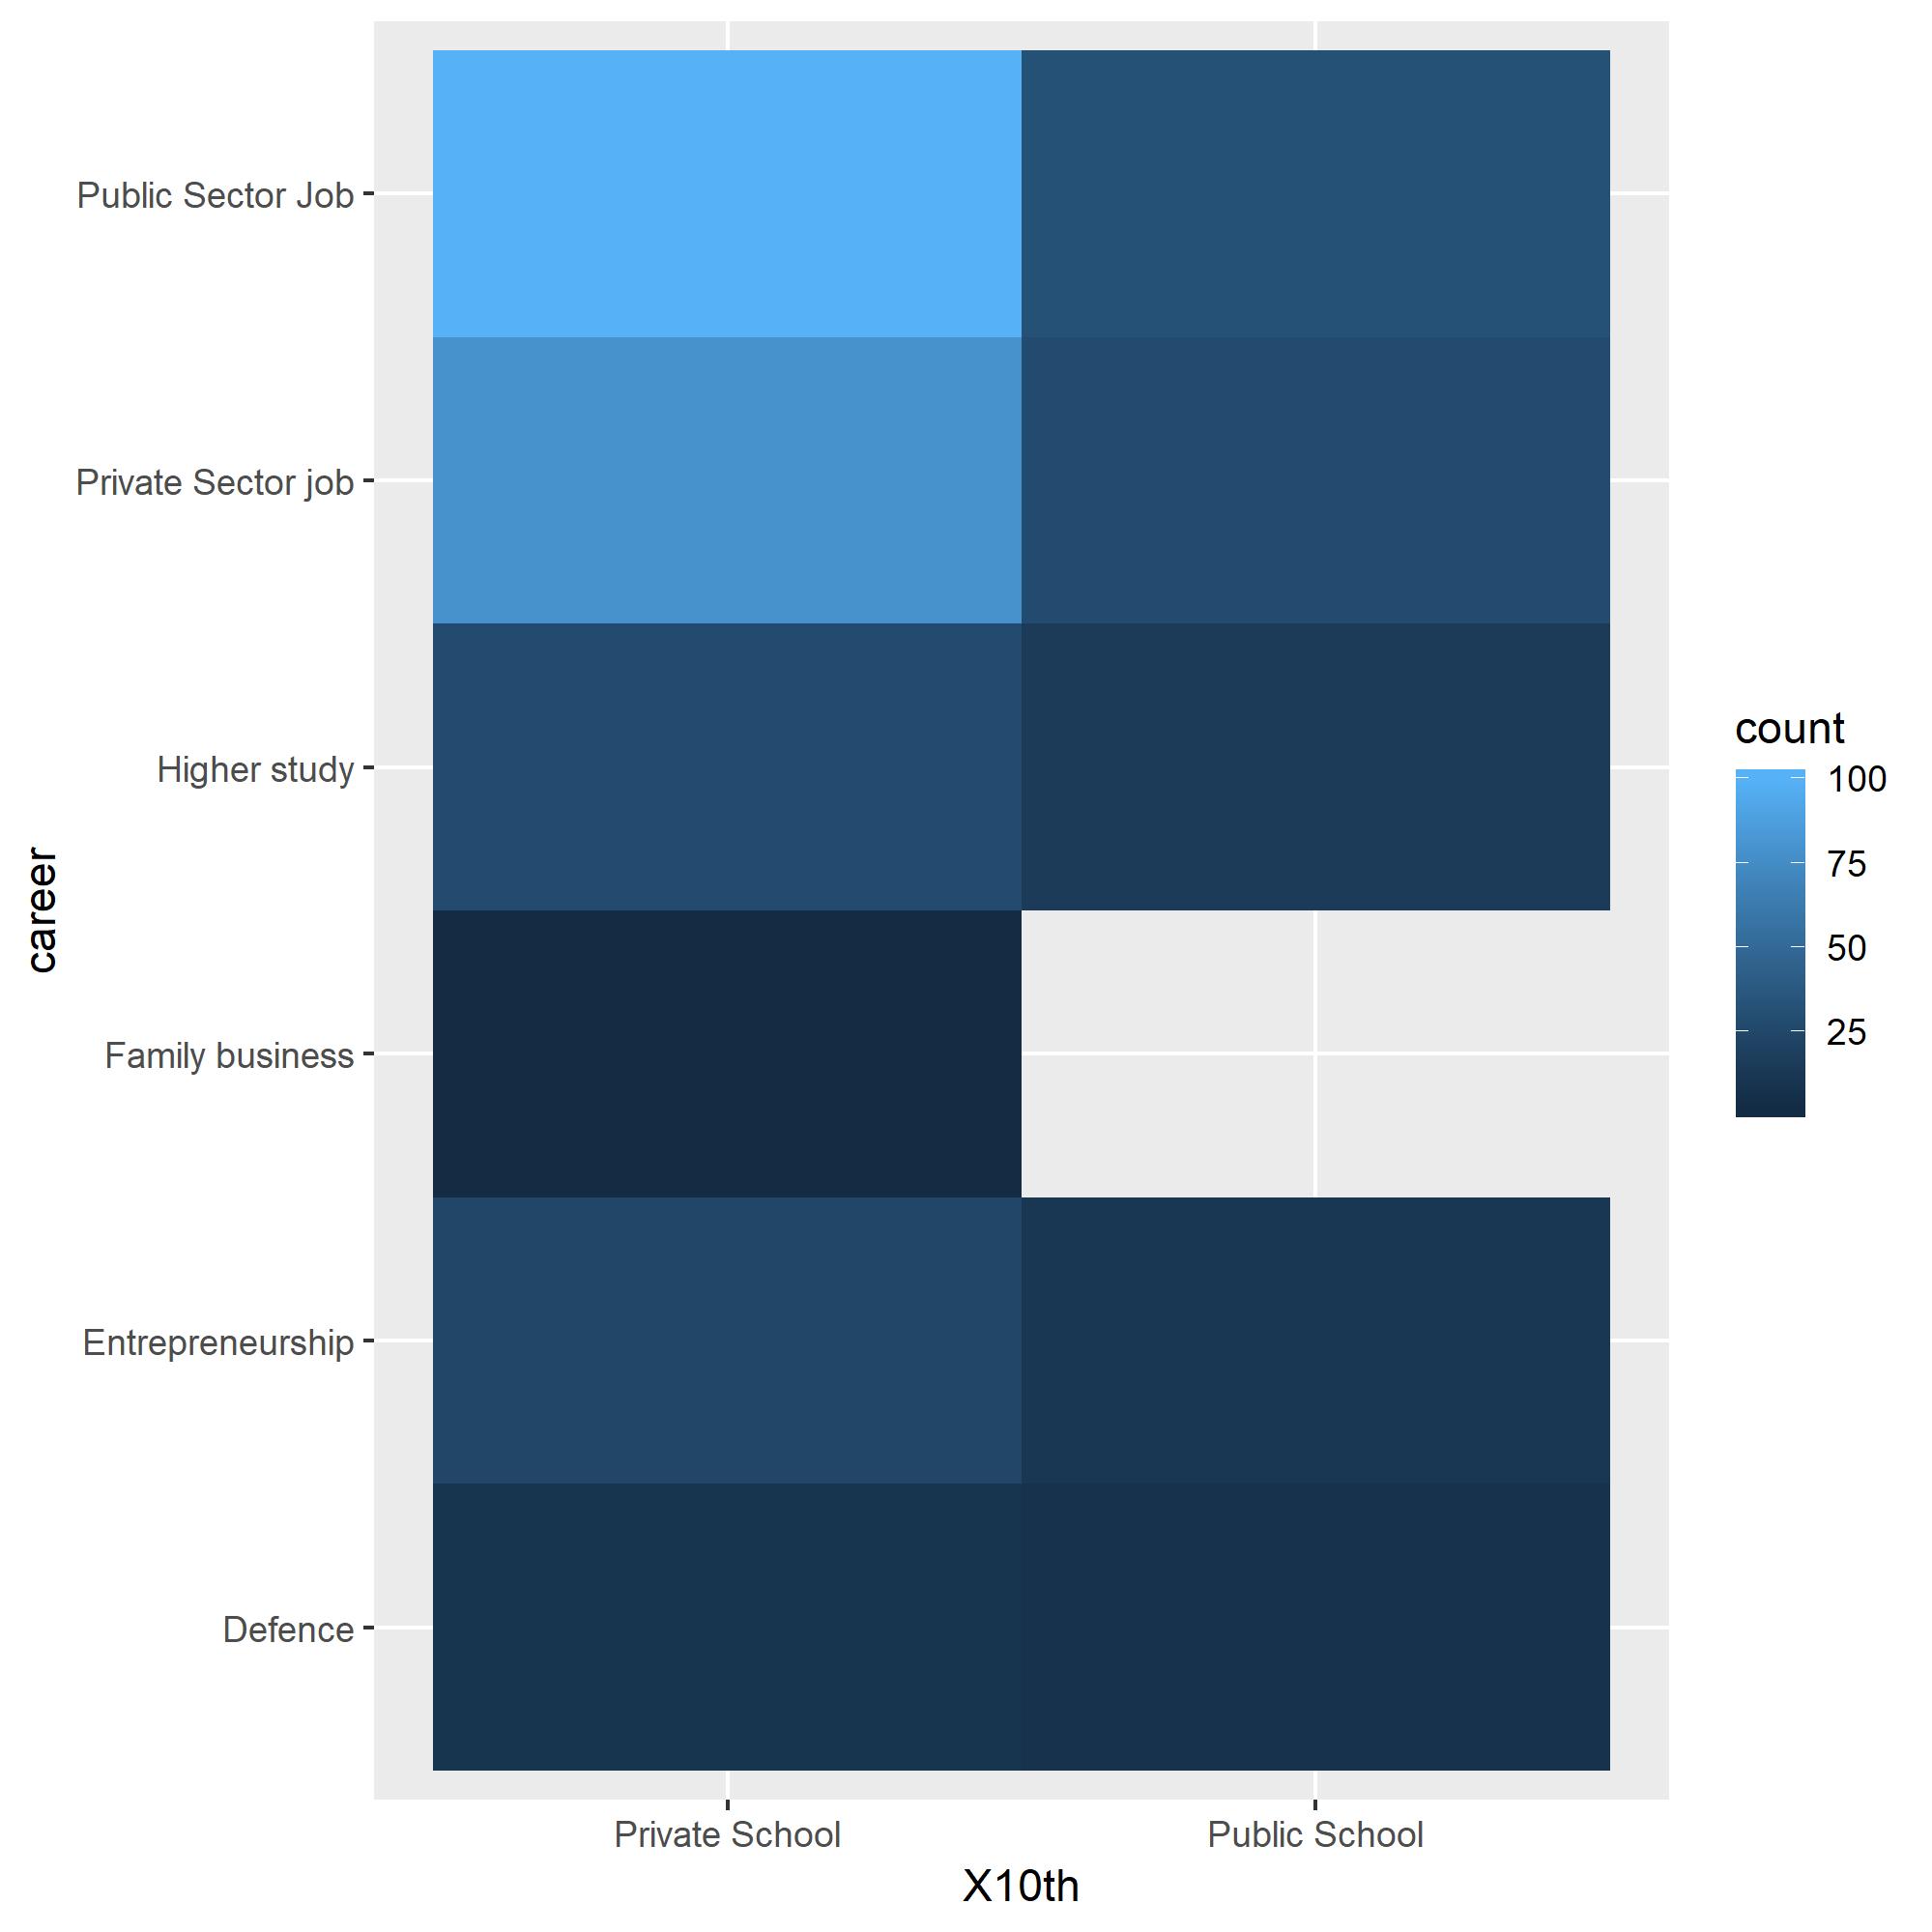 Public Sector Job
Private Sector job
Higher study
Family business
Entrepreneurship
Defence
career
Private School
Public School
X10th
count
100
75
50
25